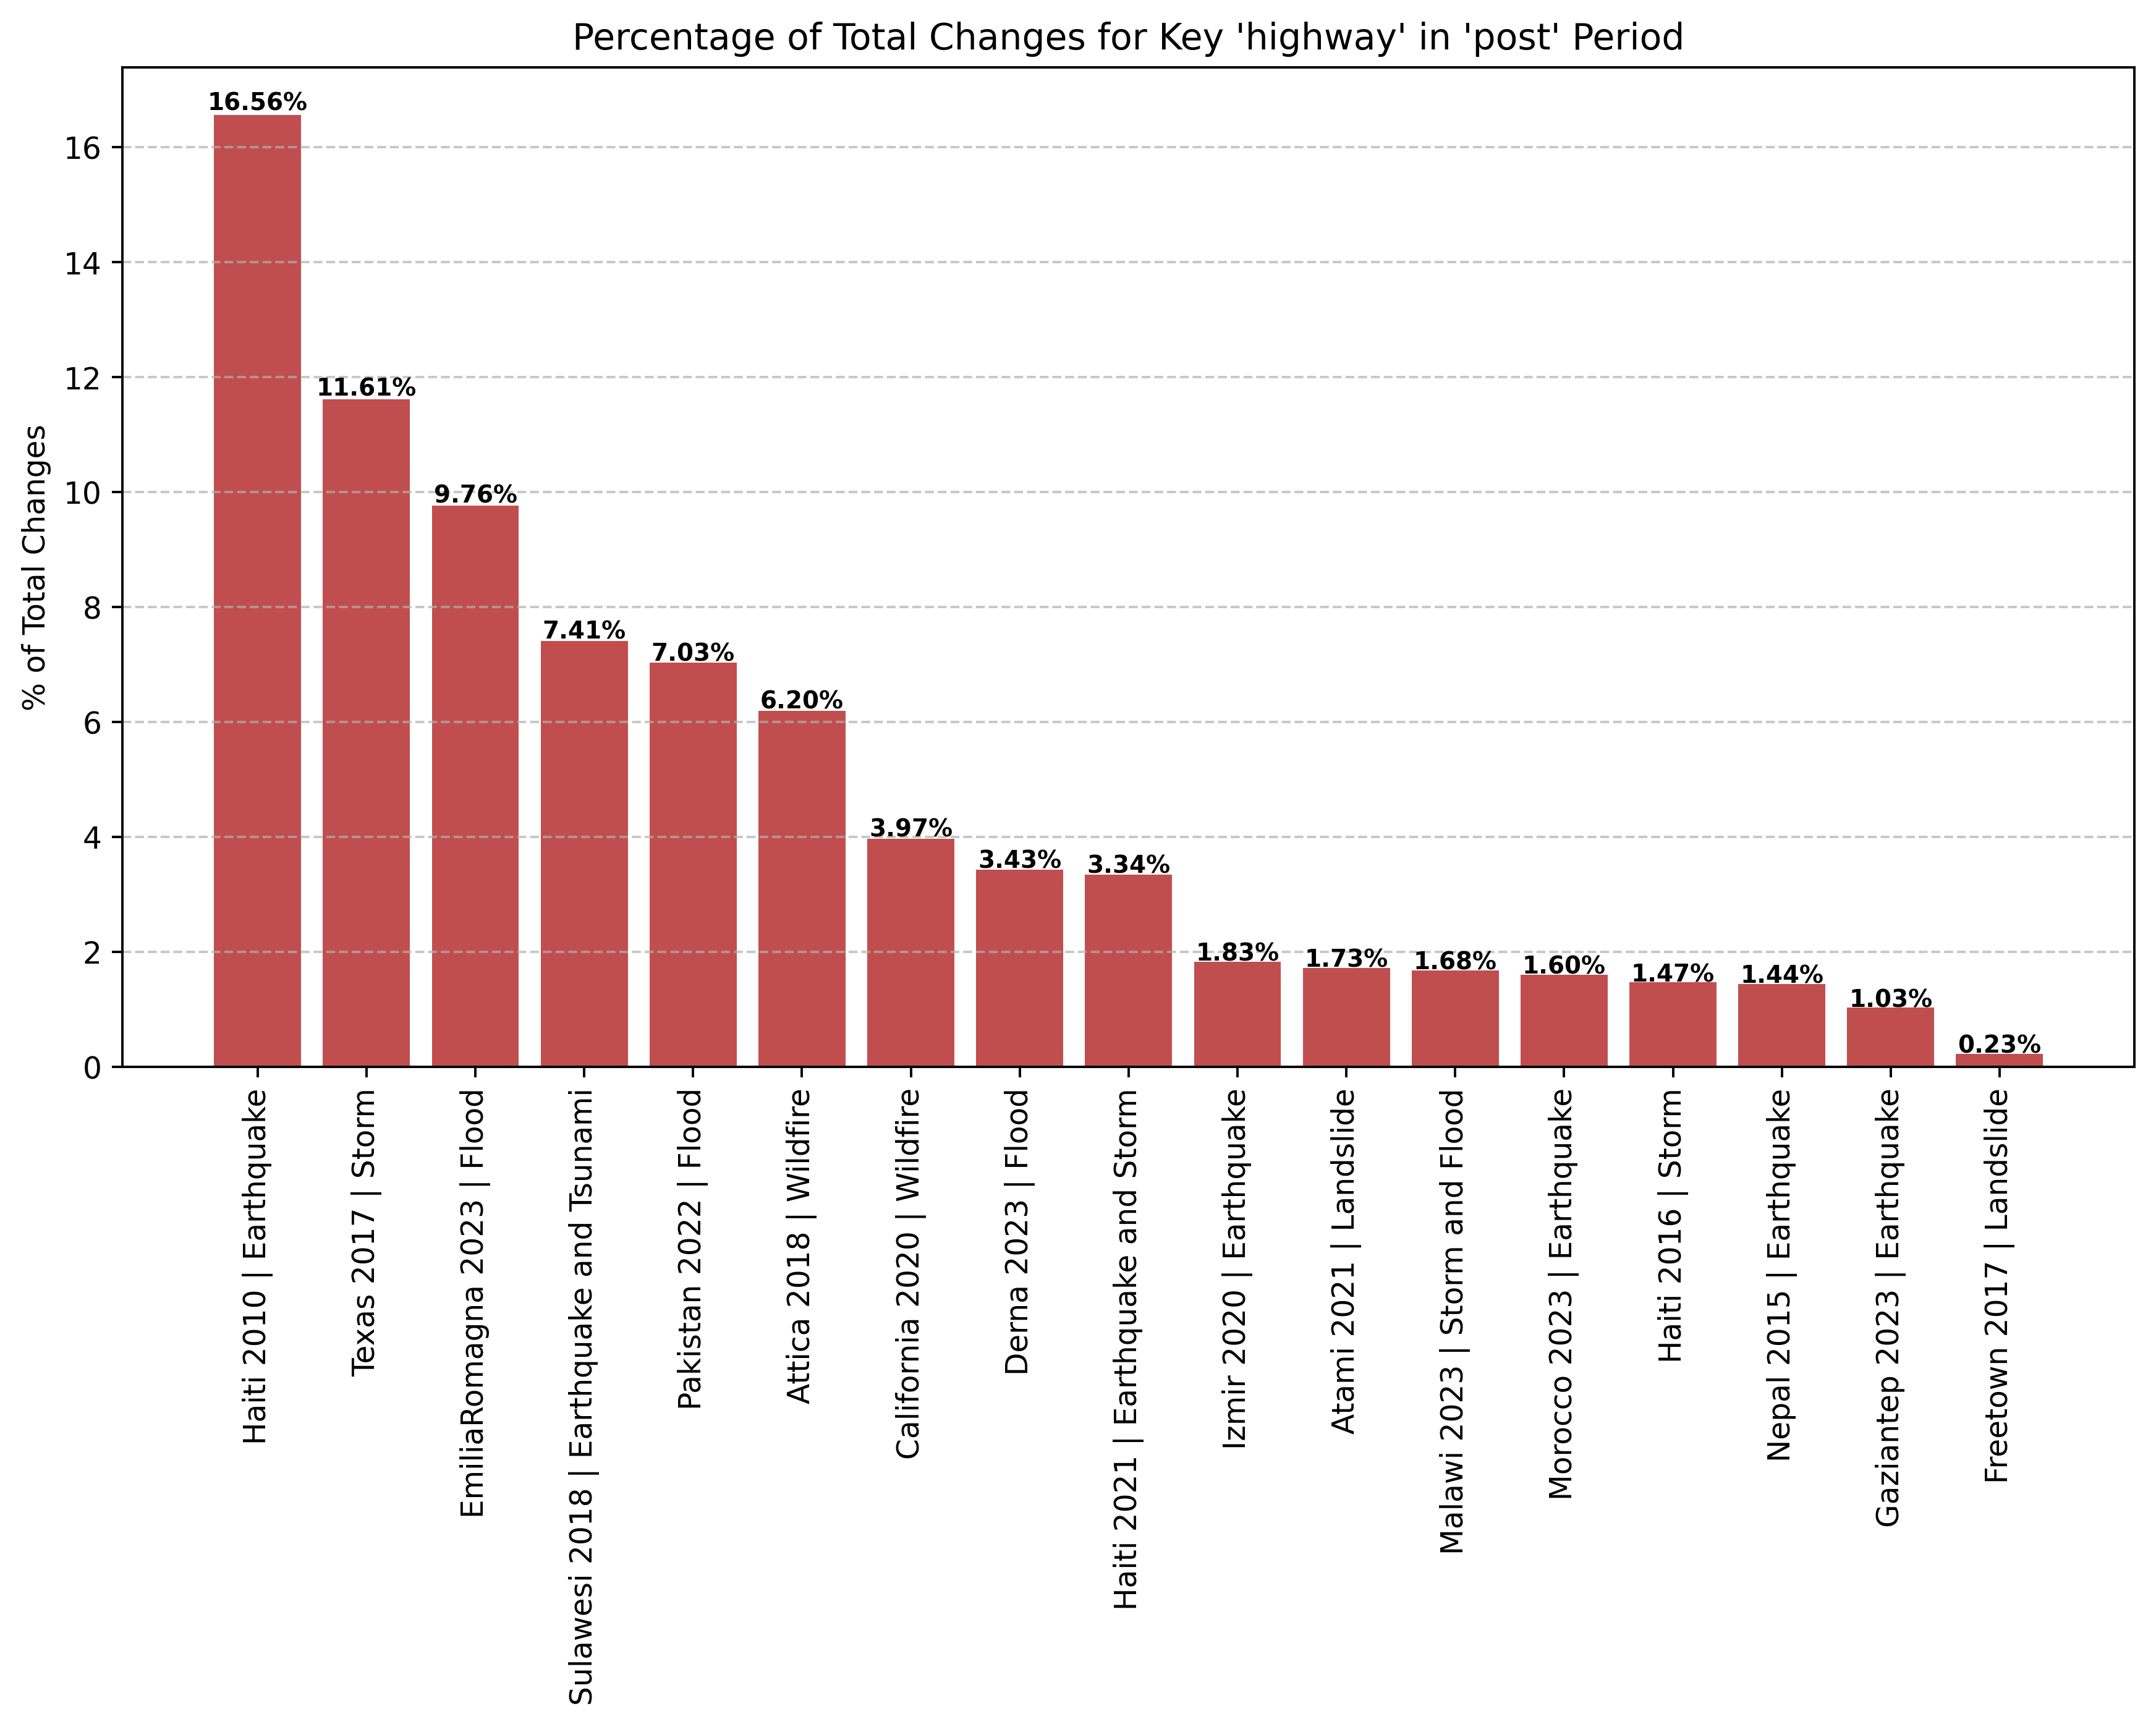 Percentage of Total Changes for Key 'highway' in 'post' Period
% of Total Changes
16
14
12
10
8
6
4
2
0
16.56%
11.61%
9.76%
7.41%
7.03%
6.20%
3.97%
3.43%
3.34%
1.83%
1.73%
1.68%
1.60%
1.47%
1.44%
1.03%
0.23%
Haiti 2010 | Earthquake
Texas 2017 | Storm
EmiliaRomagna 2023 | Flood
Sulawesi 2018 | Earthquake and Tsunami
Pakistan 2022 | Flood
Attica 2018 | Wildfire
California 2020 | Wildfire
Derna 2023 | Flood
Haiti 2021 | Earthquake and Storm
Izmir 2020 | Earthquake
Atami 2021 | Landslide
Malawi 2023 | Storm and Flood
Morocco 2023 | Earthquake
Haiti 2016 | Storm
Nepal 2015 | Earthquake
Gaziantep 2023 | Earthquake
Freetown 2017 | Landslide